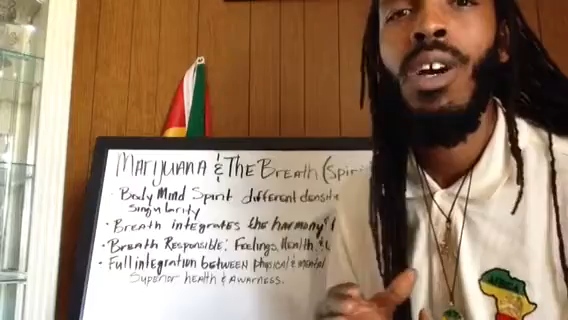 Marijuana & The Breath (Spiri
• Body Mind Spirit different densit
Singularity
• Breath integrates the harmony
• Breath Responsible: Feelings, Health, &
• Full integration between physical & mental
Superior health & awarness.
AFRICA